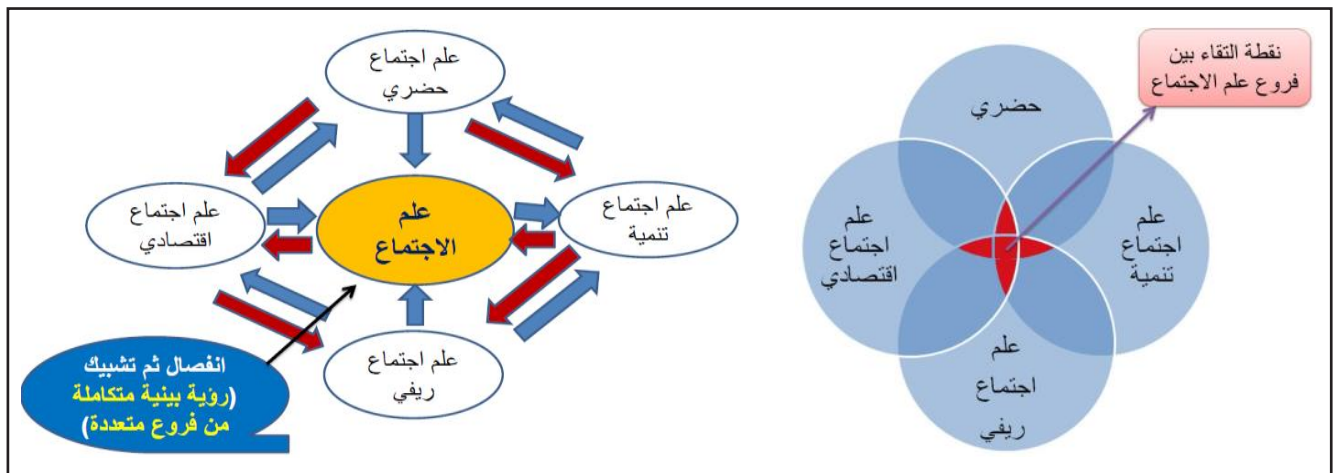 نقطة التقاء بين
فروع علم الاجتماع
حضري
علم
اجتماع
تنمية
علم
اجتماع
اقتصادي
علم
اجتماع
ريفي
علم اجتماع
حضري
علم اجتماع
تنمية
علم
الاجتماع
علم اجتماع
اقتصادي
علم اجتماع
ريفي
انفصال ثم تشبيك
(رؤية بينية متكاملة
من فروع متعددة)